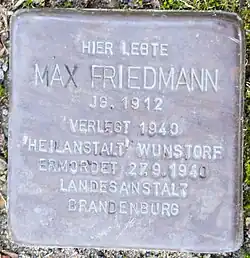 HIER LEBTE
MAX FRIEDMANN
JG. 1912
VERLEGT 1940
"HEILANSTALT" WUNSTORF
ERMORDET 27.9.1940
LANDESANSTALT
BRANDENBURG